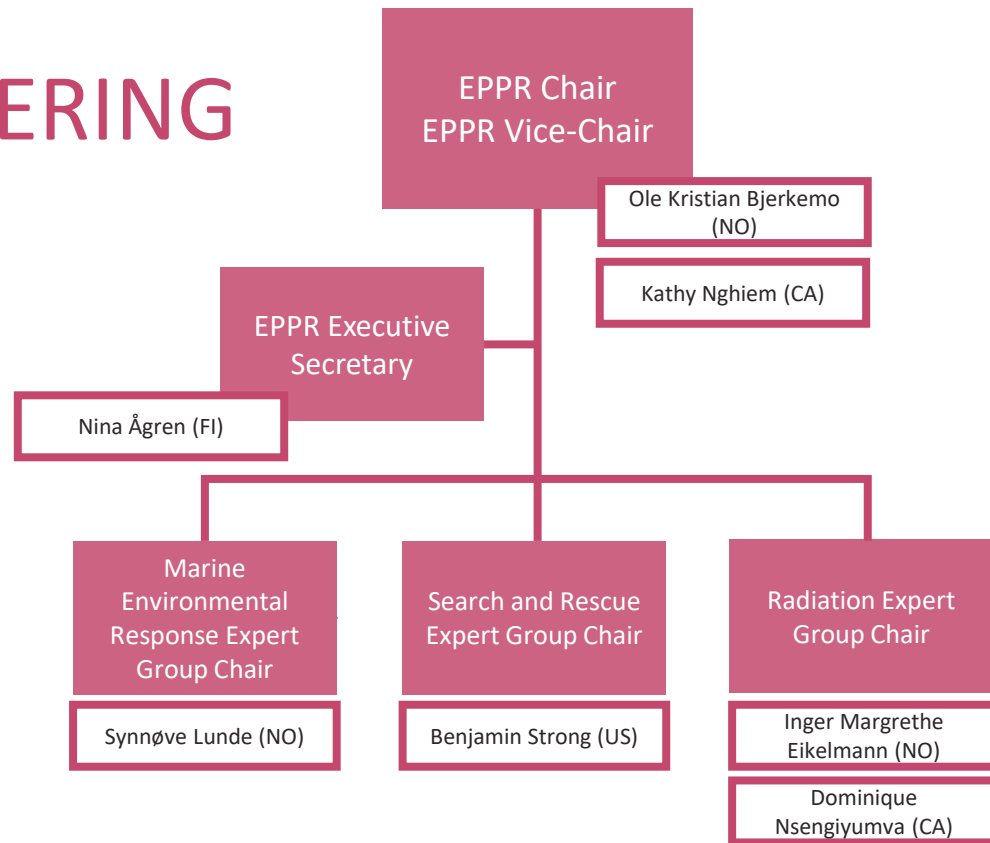 ERING
EPPR Chair
EPPR Vice-Chair
Ole Kristian Bjerkemo
(NO)
Kathy Nghiem (CA)
EPPR Executive
Secretary
Nina Ågren (FI)
Marine
Environmental
Response Expert
Group Chair
Synnøve Lunde (NO)
Search and Rescue
Expert Group Chair
Benjamin Strong (US)
Radiation Expert
Group Chair
Inger Margrethe
Eikelmann (NO)
Dominique
Nsengiyumva (CA)